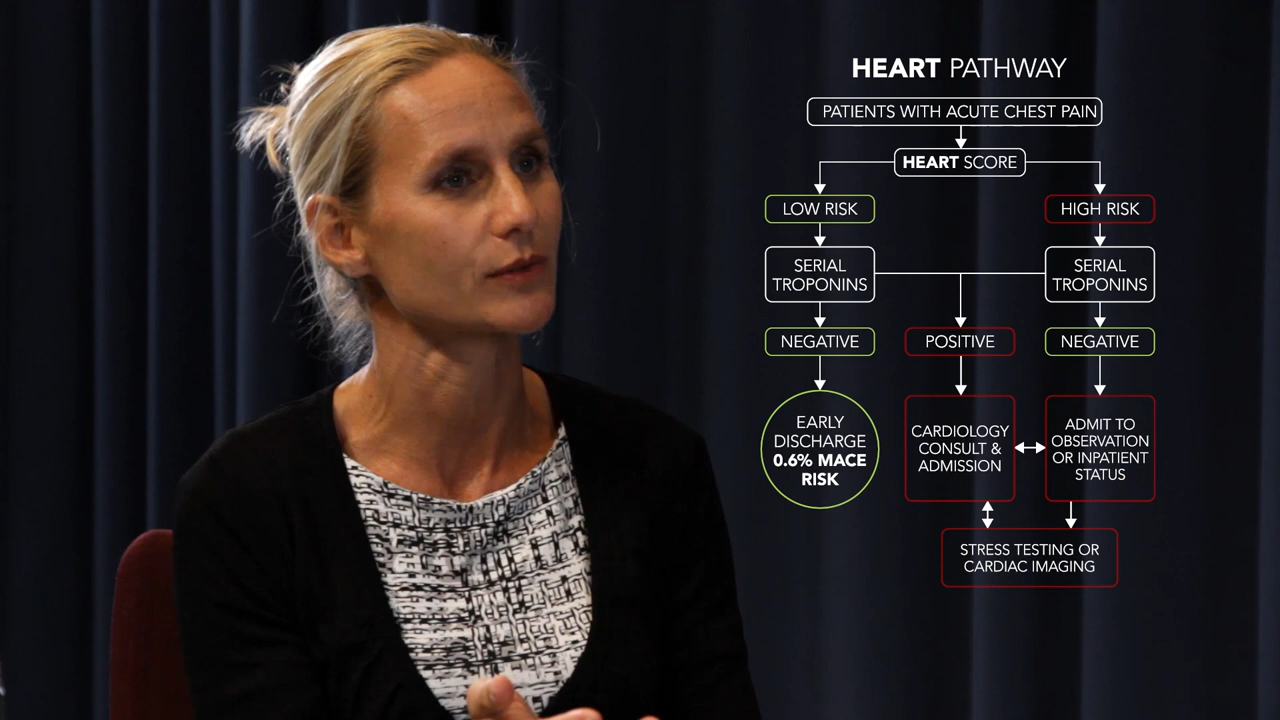 HEART PATHWAY
PATIENTS WITH ACUTE CHEST PAIN
HEART SCORE
LOW RISK
HIGH RISK
SERIAL
TROPONINS
SERIAL
TROPONINS
NEGATIVE
POSITIVE
NEGATIVE
EARLY
DISCHARGE
0.6% MACE
RISK
CARDIOLOGY
CONSULT &
ADMISSION
ADMIT TO
OBSERVATION
OR INPATIENT
STATUS
STRESS TESTING OR
CARDIAC IMAGING